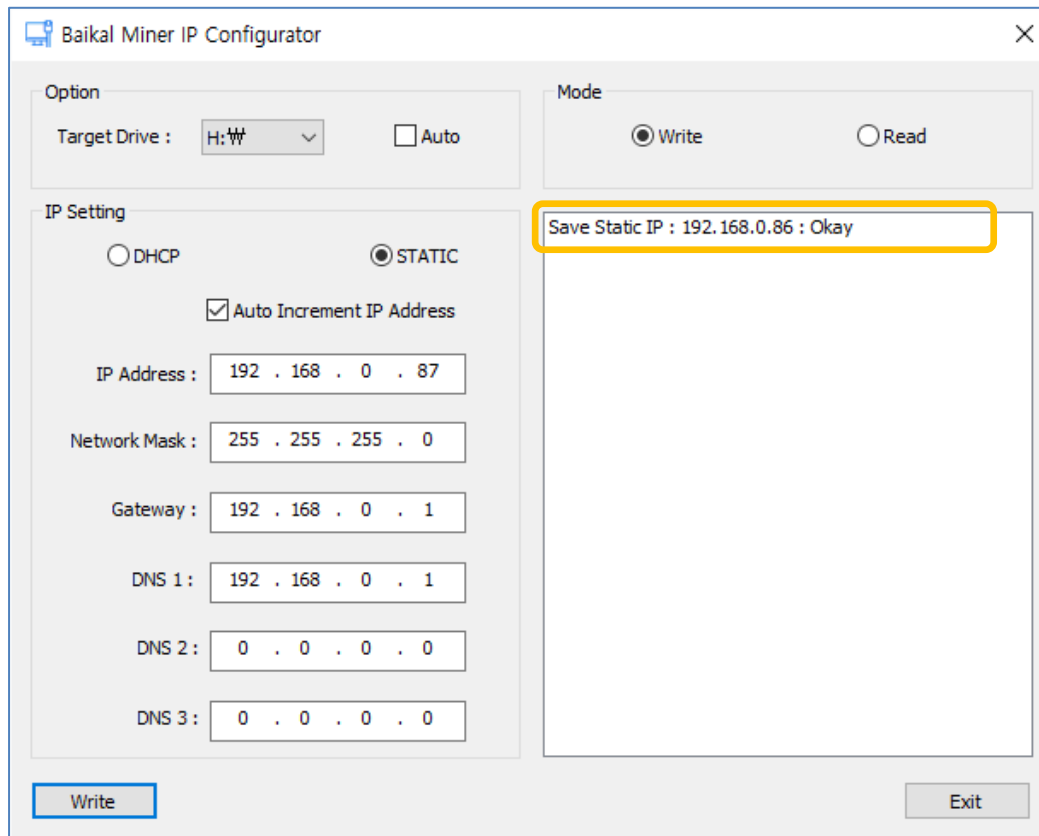 Baikal Miner IP Configurator
Option
Target Drive : H:₩ Auto
Mode
Write Read
IP Setting
DHCP STATIC
Auto Increment IP Address
IP Address : 192 . 168 . 0 . 87
Network Mask : 255 . 255 . 255 . 0
Gateway : 192 . 168 . 0 . 1
DNS 1 : 192 . 168 . 0 . 1
DNS 2 : 0 . 0 . 0 . 0
DNS 3 : 0 . 0 . 0 . 0
Save Static IP : 192.168.0.86 : Okay
Write Exit